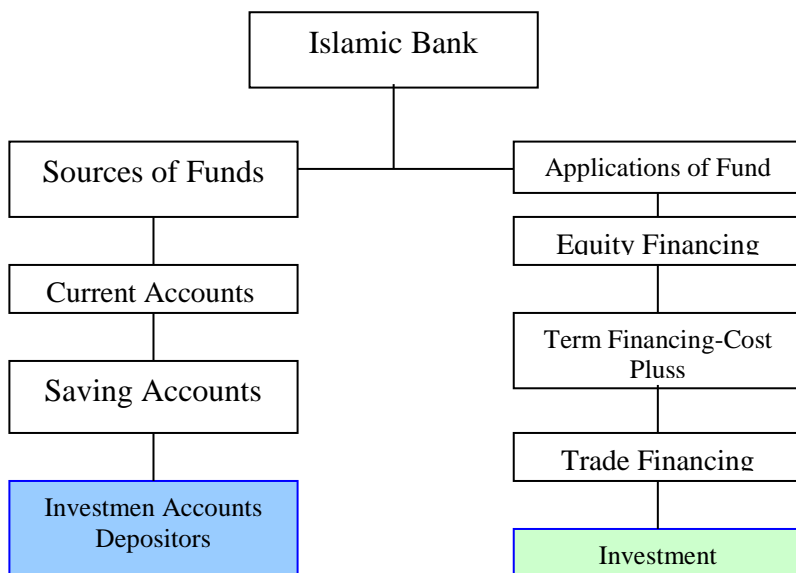 Islamic Bank
Sources of Funds
Current Accounts
Saving Accounts
Investmen Accounts
Depositors
Applications of Fund
Equity Financing
Term Financing-Cost
Pluss
Trade Financing
Investment